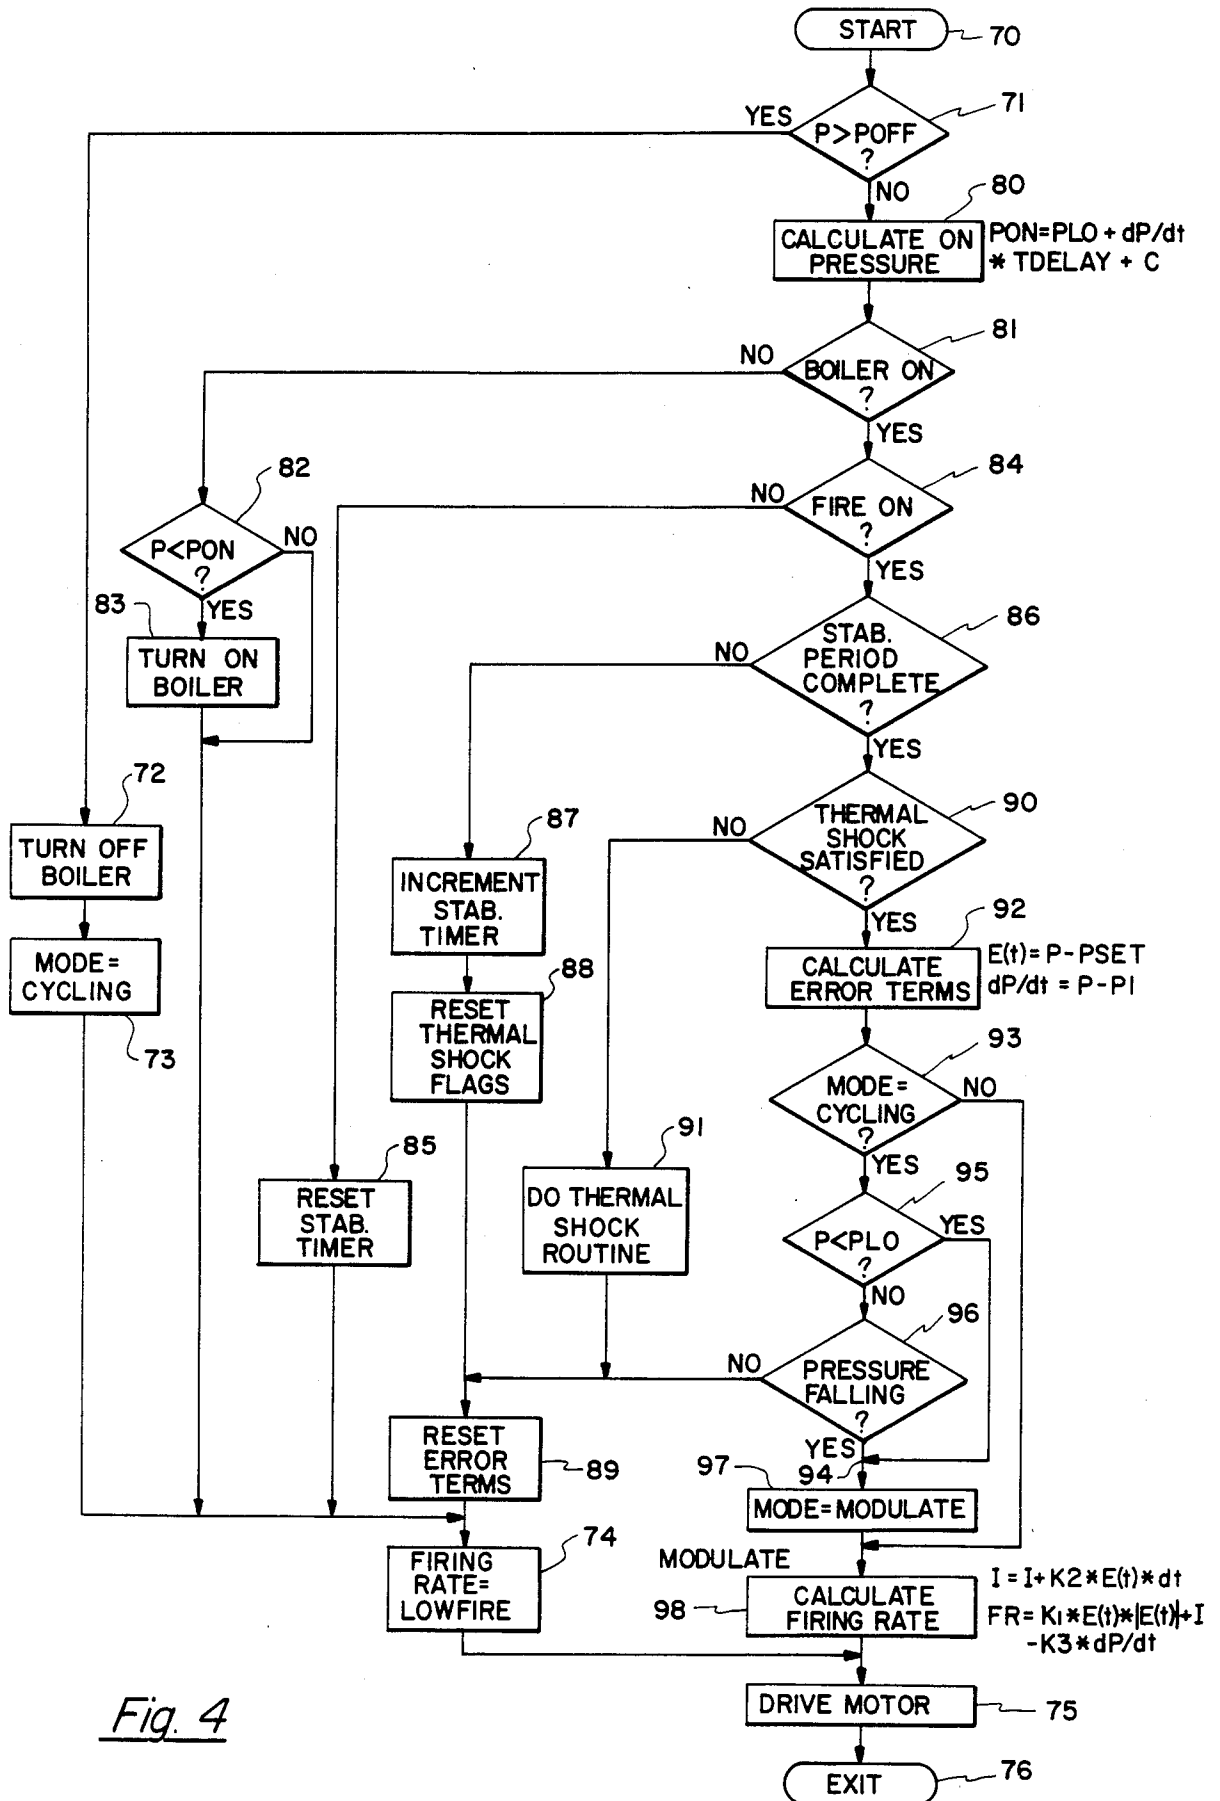 START
70
71
YES
P>POFF
?
NO
80
CALCULATE ON
PRESSURE
PON=PLO + dP/dt
* TDELAY + C
81
NO
BOILER ON
?
YES
82
84
NO
FIRE ON
?
YES
P<PON
?
NO
YES
83
TURN ON
BOILER
86
NO
STAB.
PERIOD
COMPLETE
?
YES
72
TURN OFF
BOILER
87
INCREMENT
STAB.
TIMER
90
NO
THERMAL
SHOCK
SATISFIED
?
YES
92
CALCULATE
ERROR TERMS
E(t)= P-PSET
dP/dt = P-P1
MODE=
CYCLING
73
88
RESET
THERMAL
SHOCK
FLAGS
93
MODE=
CYCLING
?
NO
YES
85
RESET
STAB.
TIMER
91
DO THERMAL
SHOCK
ROUTINE
95
P<PLO
?
YES
NO
96
NO
PRESSURE
FALLING
?
YES
94
RESET
ERROR
TERMS
89
97
MODE=MODULATE
74
FIRING
RATE=
LOWFIRE
MODULATE
98
CALCULATE
FIRING RATE
I = I+K2*E(t)*dt
FR= K1*E(t)*|E(t)|+I
-K3*dP/dt
DRIVE MOTOR
75
EXIT
76
Fig. 4